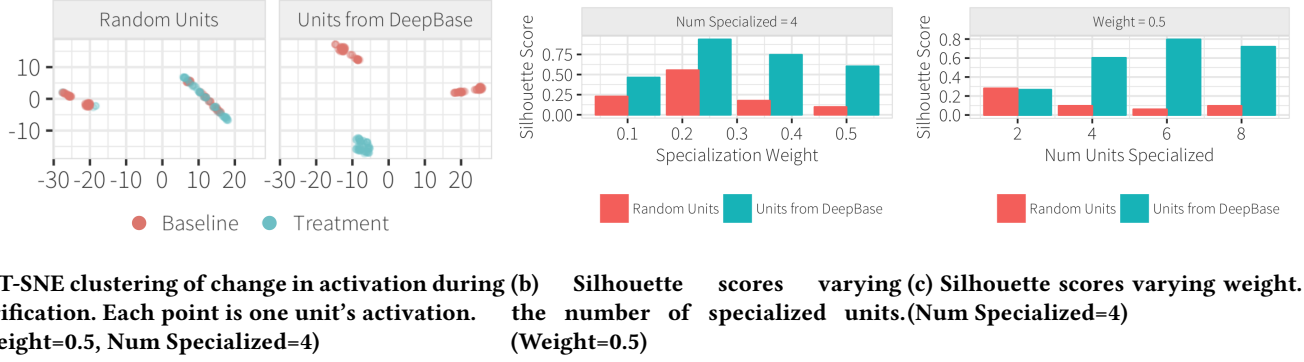 Random Units
Units from DeepBase
10
0
-10
-30 -20 -10 0 10 20
-30 -20 -10 0 10 20
Baseline
Treatment
Silhouette Score
Num Specialized = 4
0.75
0.50
0.25
0.00
0.1 0.2 0.3 0.4 0.5
Specialization Weight
Random Units
Units from DeepBase
Silhouette Score
Weight = 0.5
0.8
0.6
0.4
0.2
0.0
2 4 6 8
Num Units Specialized
Random Units
Units from DeepBase
T-SNE clustering of change in activation during
ification. Each point is one unit's activation.
eight=0.5, Num Specialized=4)
(b) Silhouette scores varying
the number of specialized units.
(Weight=0.5)
(c) Silhouette scores varying weight.
(Num Specialized=4)